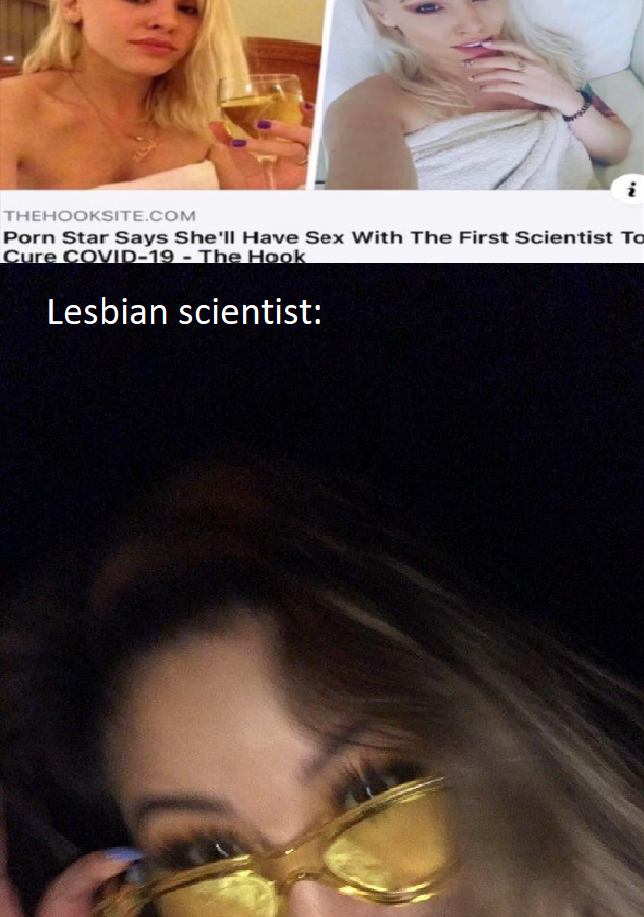 THEHOOKSITE.COM
Porn Star Says She'll Have Sex With The First Scientist To
Cure COVID-19 - The Hook
Lesbian scientist: